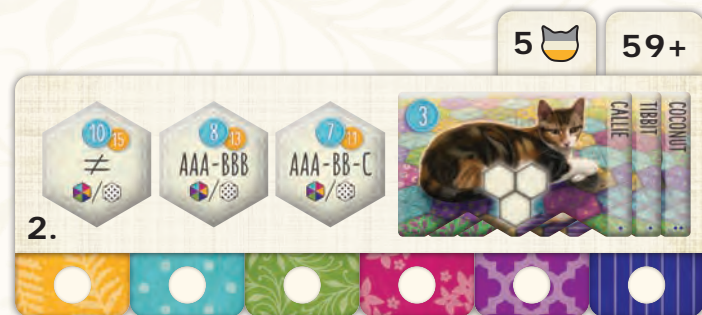 5
59+
10 15
≠
/
8 13
AAA-BBB
/
7 11
AAA-BB-C
/
3
CALLIE
TIBBIT
COCONUT
2.